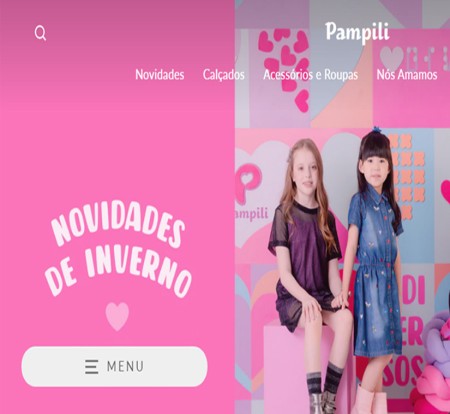 Pampili
Novidades Calçados Acessórios e Roupas Nós Amamos
NOVIDADES
DE INVERNO
MENU
P
ampili
DI
ER
SOS